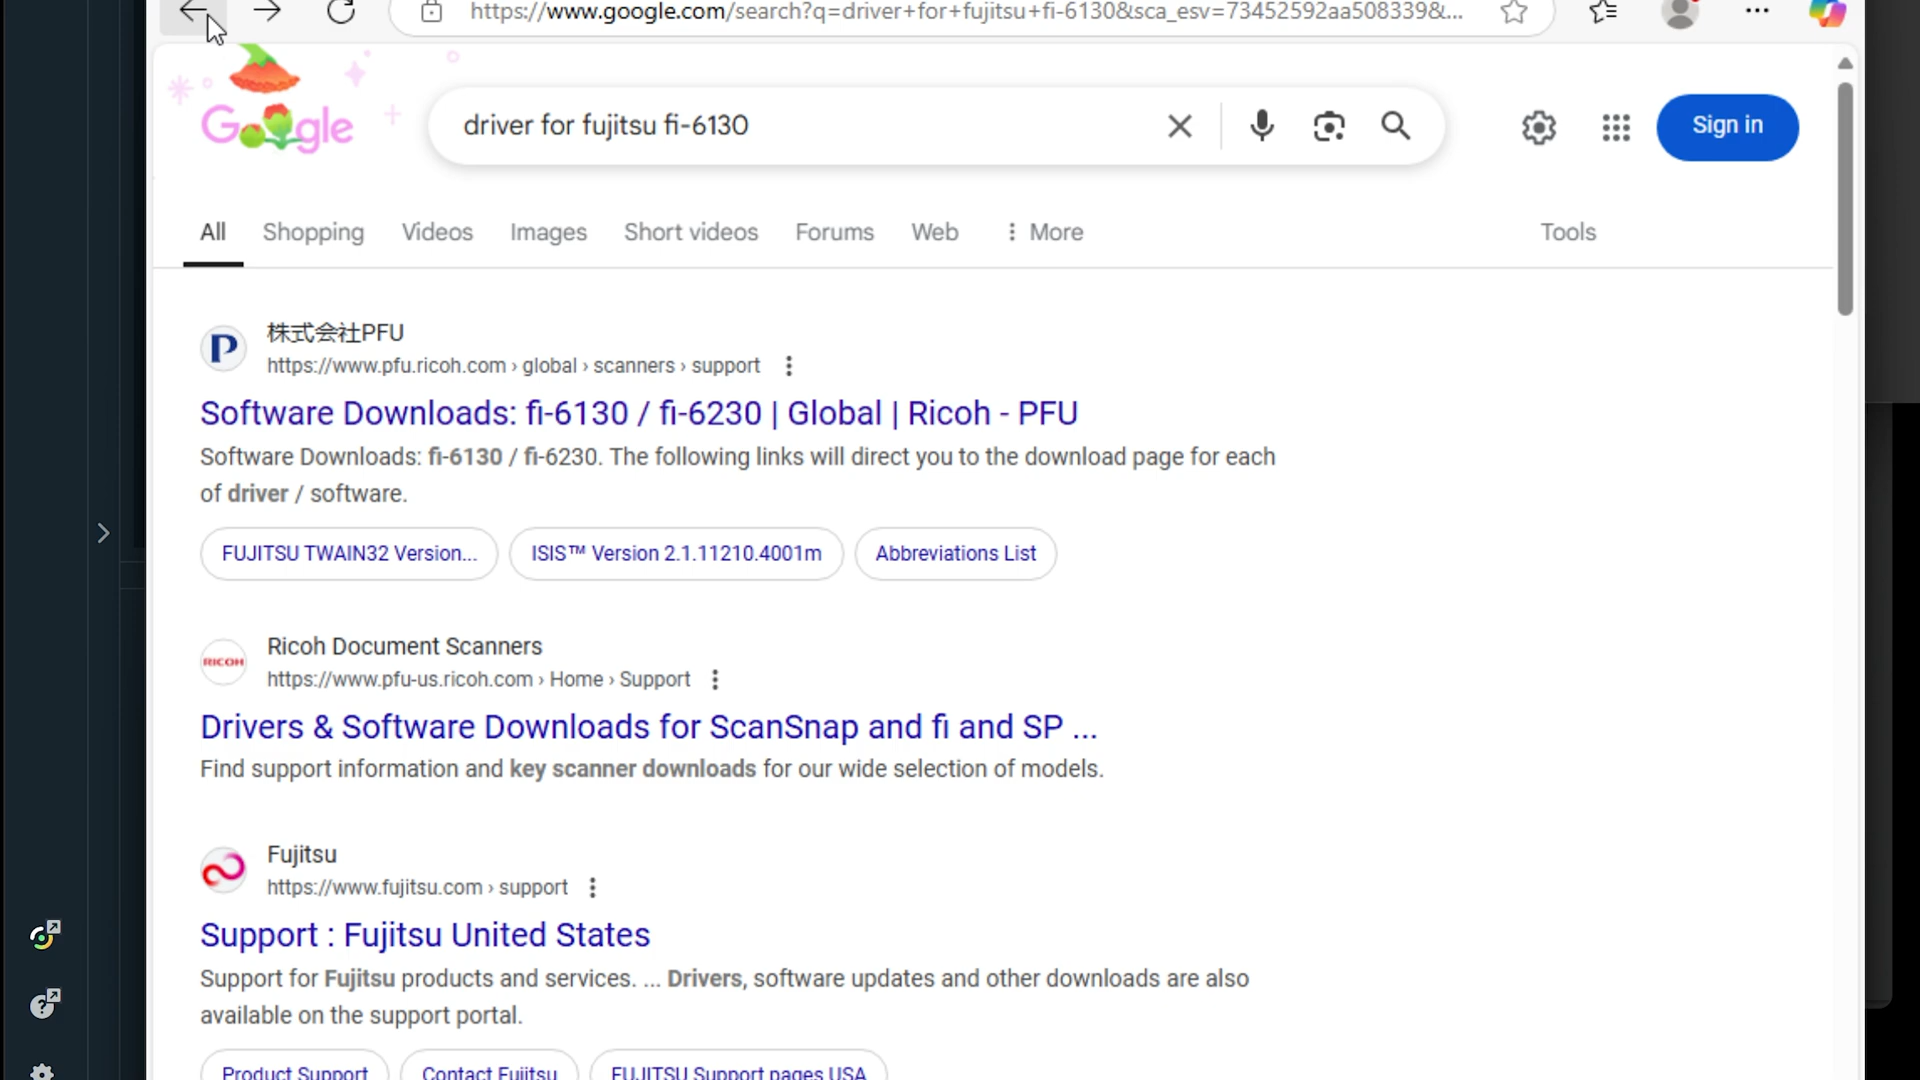 https://www.google.com/search?q=driver+for+fujitsu+fi-6130&sca_esv=73452592aa508339&...
Google
driver for fujitsu fi-6130
Sign in
All Shopping Videos Images Short videos Forums Web More Tools
株式会社PFU
https://www.pfu.ricoh.com › global › scanners › support
Software Downloads: fi-6130 / fi-6230 | Global | Ricoh - PFU
Software Downloads: fi-6130 / fi-6230. The following links will direct you to the download page for each
of driver / software.
FUJITSU TWAIN32 Version... ISIS™ Version 2.1.11210.4001m Abbreviations List
RICOH
Ricoh Document Scanners
https://www.pfu-us.ricoh.com › Home › Support
Drivers & Software Downloads for ScanSnap and fi and SP ...
Find support information and key scanner downloads for our wide selection of models.
Fujitsu
https://www.fujitsu.com › support
Support : Fujitsu United States
Support for Fujitsu products and services. ... Drivers, software updates and other downloads are also
available on the support portal.
Product Support Contact Fujitsu FUJITSU Support pages USA